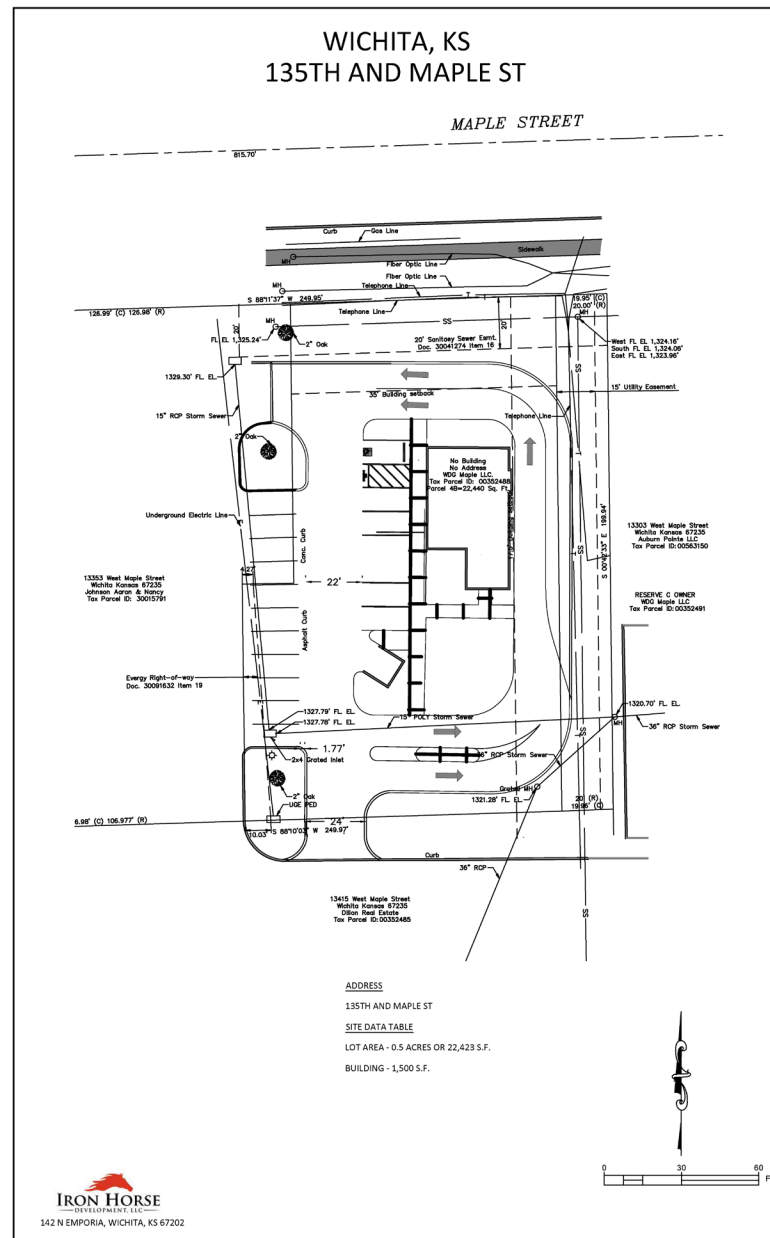 WICHITA, KS
135TH AND MAPLE ST
MAPLE STREET
815.70'
Curb
Gas Line
Sidewalk
MH
Fiber Optic Line
Fiber Optic Line
MH
Telephone Line
S 88°11'37" W 249.95'
T
19.95' (C)
20.00' (R)
126.99' (C) 126.98' (R)
Telephone Line
MH
SS
MH
20'
20'
FL EL 1,325.24'
2" Oak
20' Sanitary Sewer Esmt.
Doc. 30041274 Item 16
West FL EL 1,324.16'
South FL EL 1,324.06'
East FL EL 1,323.96'
SS
1329.30' FL. EL.
15' Utility Easement
35' Building setback
15" RCP Storm Sewer
Telephone Line
2" Oak
No Building
No Address
WDG Maple LLC.
Tax Parcel ID: 00352488
Parcel 4B=22,440 Sq. Ft.
T
Underground Electric Line
Conc. Curb
S 00°42'33" E 199.94'
13303 West Maple Street
Wichita Kansas 67235
Auburn Pointe LLC
Tax Parcel ID: 00563150
SS
T
13353 West Maple Street
Wichita Kansas 67235
Johnson Aaron & Nancy
Tax Parcel ID: 30015791
4.27'
22'
RESERVE C OWNER
WDG Maple LLC
Tax Parcel ID:00352491
Asphalt Curb
Evergy Right-of-way
Doc. 30091632 Item 19
1327.79' FL. EL.
1327.78' FL. EL.
15" POLY Storm Sewer
1320.70' FL. EL.
MH
36" RCP Storm Sewer
T
1.77'
2x4 Grated Inlet
36" RCP Storm Sewer
2" Oak
Grated MH
1321.28' FL. EL.
UGE PED
20' (R)
19.96' (C)
6.98' (C) 106.977' (R)
24'
10.03'
S 88°10'03" W 249.97'
Curb
36" RCP
13415 West Maple Street
Wichita Kansas 67235
Dillon Real Estate
Tax Parcel ID:00352485
SS
ADDRESS
135TH AND MAPLE ST
SITE DATA TABLE
LOT AREA - 0.5 ACRES OR 22,423 S.F.
BUILDING - 1,500 S.F.
0 30 60
F
IRON HORSE
DEVELOPMENT, LLC
142 N EMPORIA, WICHITA, KS 67202